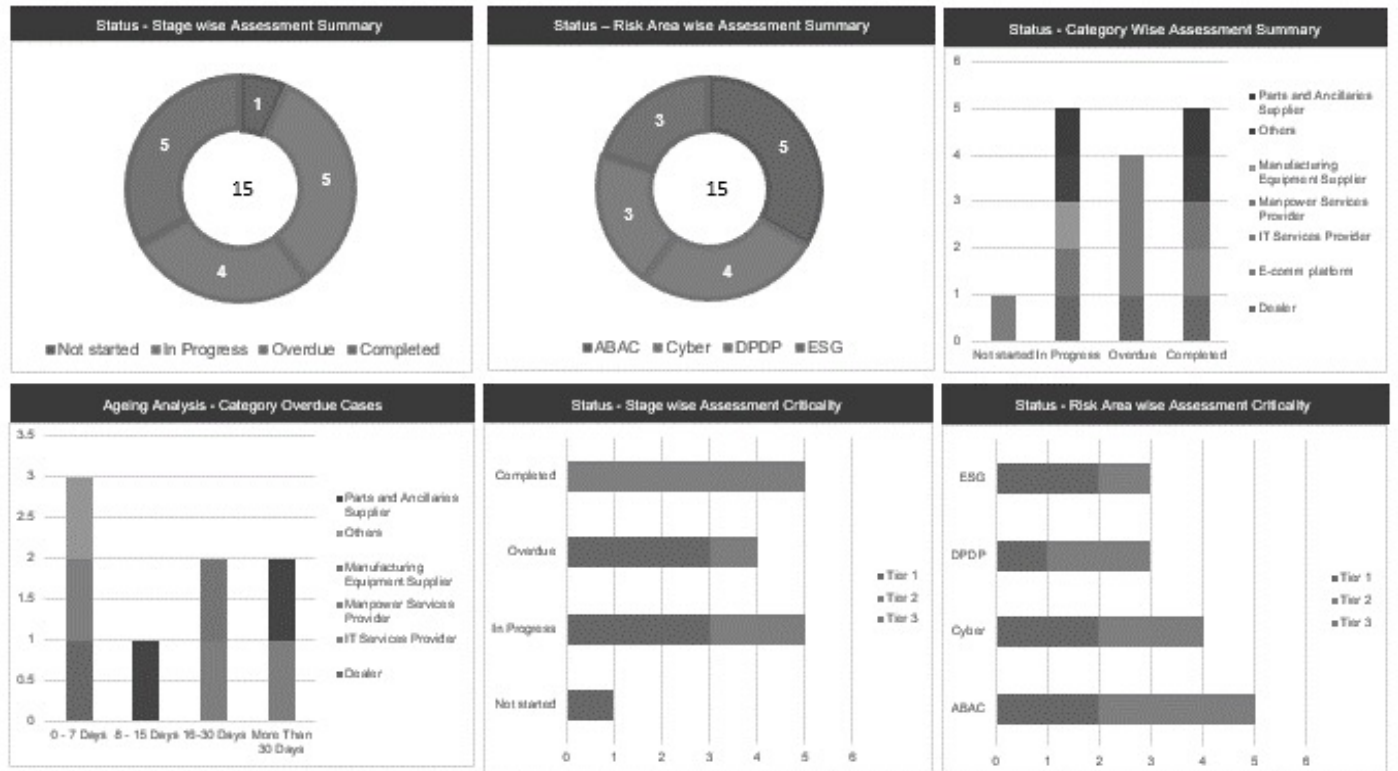 Status - Stage wise Assessment Summary
1
5
5
15
4
■Not started ■In Progress ■Overdue ■Completed
Status – Risk Area wise Assessment Summary
3
5
15
3
4
■ABAC ■Cyber ■DPDP ■ESG
Status - Category Wise Assessment Summary
6
5
4
3
2
1
0
Not started In Progress Overdue Completed
■Parts and Ancillaries
Supplier
■Others
■Manufacturing
Equipment Supplier
■Manpower Services
Provider
■IT Services Provider
■E-comm platform
■Dealer
Ageing Analysis - Category Overdue Cases
3.5
3
2.5
2
1.5
1
0.5
0
0 - 7 Days 8 - 15 Days 16-30 Days More Than
30 Days
■Parts and Ancillaries
Supplier
■Others
■Manufacturing
Equipment Supplier
■Manpower Services
Provider
■IT Services Provider
■Dealer
Status - Stage wise Assessment Criticality
Completed
Overdue
In Progress
Not started
0 1 2 3 4 5 6
■Tier 1
■Tier 2
■Tier 3
Status - Risk Area wise Assessment Criticality
ESG
DPDP
Cyber
ABAC
0 1 2 3 4 5 6
■Tier 1
■Tier 2
■Tier 3